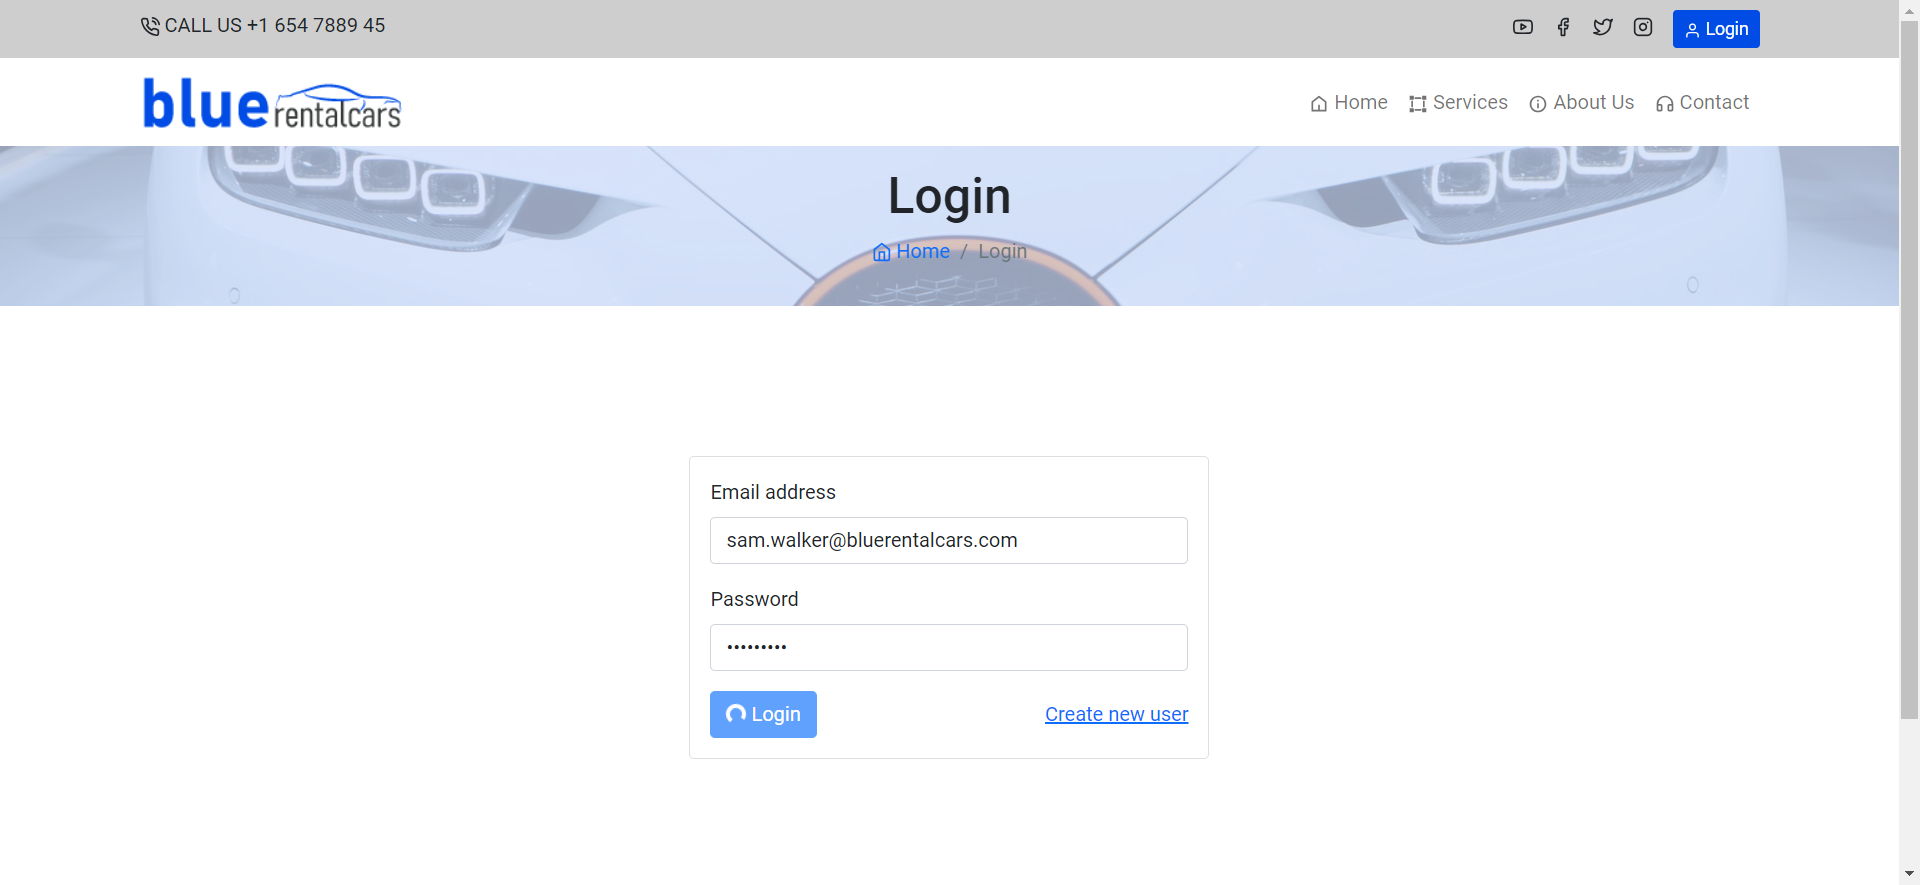 CALL US +1 654 7889 45
Login
blue rentalcars
Home
Services
About Us
Contact
Login
Home / Login
Email address
sam.walker@bluerentalcars.com
Password
•••••••••
Login
Create new user